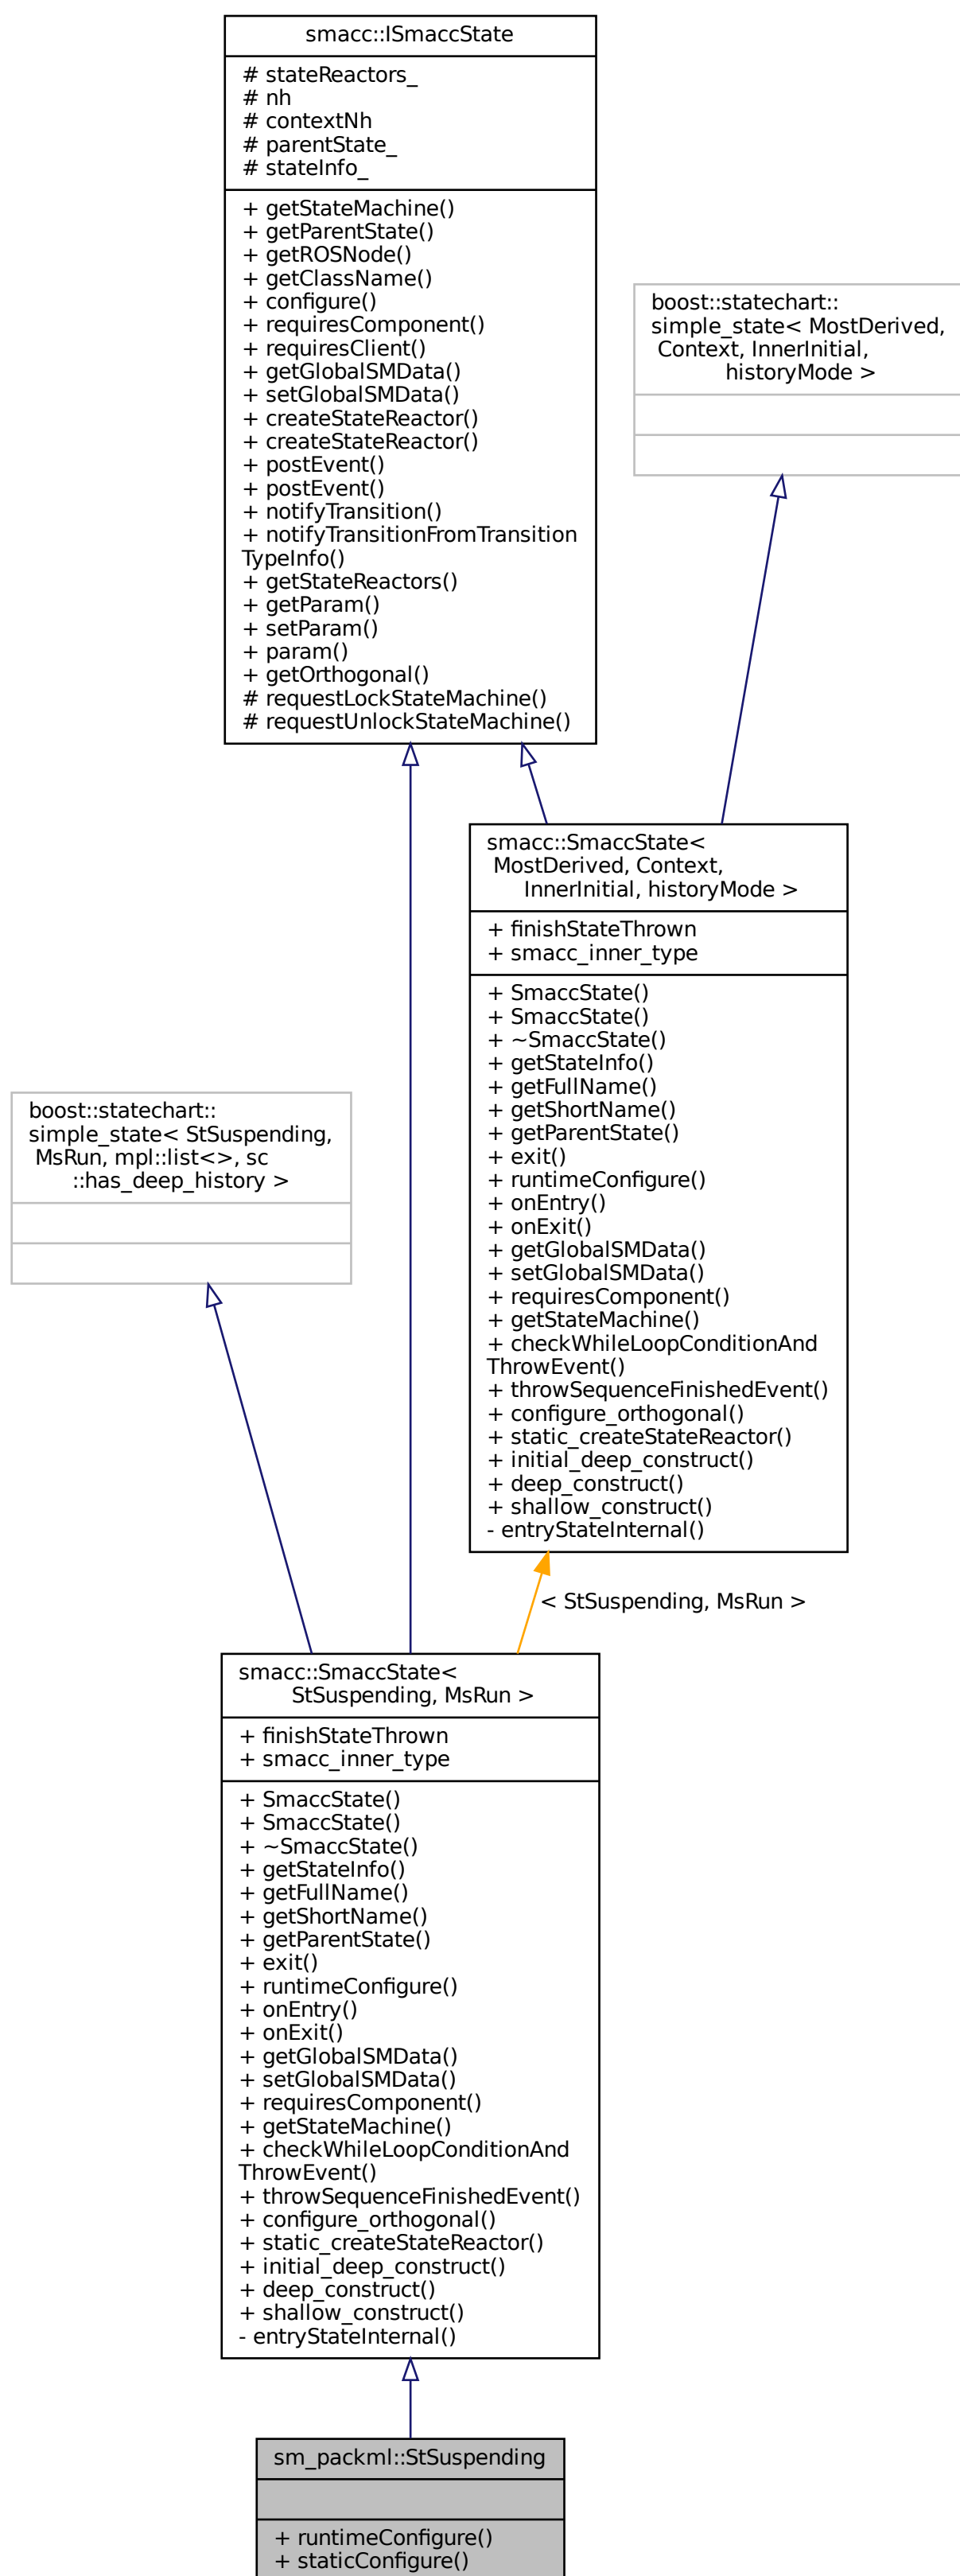 smacc::ISmaccState
# stateReactors_
# nh
# contextNh
# parentState_
# stateInfo_
+ getStateMachine()
+ getParentState()
+ getROSNode()
+ getClassName()
+ configure()
+ requiresComponent()
+ requiresClient()
+ getGlobalSMData()
+ setGlobalSMData()
+ createStateReactor()
+ createStateReactor()
+ postEvent()
+ postEvent()
+ notifyTransition()
+ notifyTransitionFromTransition
TypeInfo()
+ getStateReactors()
+ getParam()
+ setParam()
+ param()
+ getOrthogonal()
# requestLockStateMachine()
# requestUnlockStateMachine()
boost::statechart::
simple_state< MostDerived,
Context, InnerInitial,
historyMode >
smacc::SmaccState<
MostDerived, Context,
InnerInitial, historyMode >
+ finishStateThrown
+ smacc_inner_type
+ SmaccState()
+ SmaccState()
+ ~SmaccState()
+ getStateInfo()
+ getFullName()
+ getShortName()
+ getParentState()
+ exit()
+ runtimeConfigure()
+ onEntry()
+ onExit()
+ getGlobalSMData()
+ setGlobalSMData()
+ requiresComponent()
+ getStateMachine()
+ checkWhileLoopConditionAnd
ThrowEvent()
+ throwSequenceFinishedEvent()
+ configure_orthogonal()
+ static_createStateReactor()
+ initial_deep_construct()
+ deep_construct()
+ shallow_construct()
- entryStateInternal()
boost::statechart::
simple_state< StSuspending,
MsRun, mpl::list<>, sc
::has_deep_history >
< StSuspending, MsRun >
smacc::SmaccState<
StSuspending, MsRun >
+ finishStateThrown
+ smacc_inner_type
+ SmaccState()
+ SmaccState()
+ ~SmaccState()
+ getStateInfo()
+ getFullName()
+ getShortName()
+ getParentState()
+ exit()
+ runtimeConfigure()
+ onEntry()
+ onExit()
+ getGlobalSMData()
+ setGlobalSMData()
+ requiresComponent()
+ getStateMachine()
+ checkWhileLoopConditionAnd
ThrowEvent()
+ throwSequenceFinishedEvent()
+ configure_orthogonal()
+ static_createStateReactor()
+ initial_deep_construct()
+ deep_construct()
+ shallow_construct()
- entryStateInternal()
sm_packml::StSuspending
+ runtimeConfigure()
+ staticConfigure()